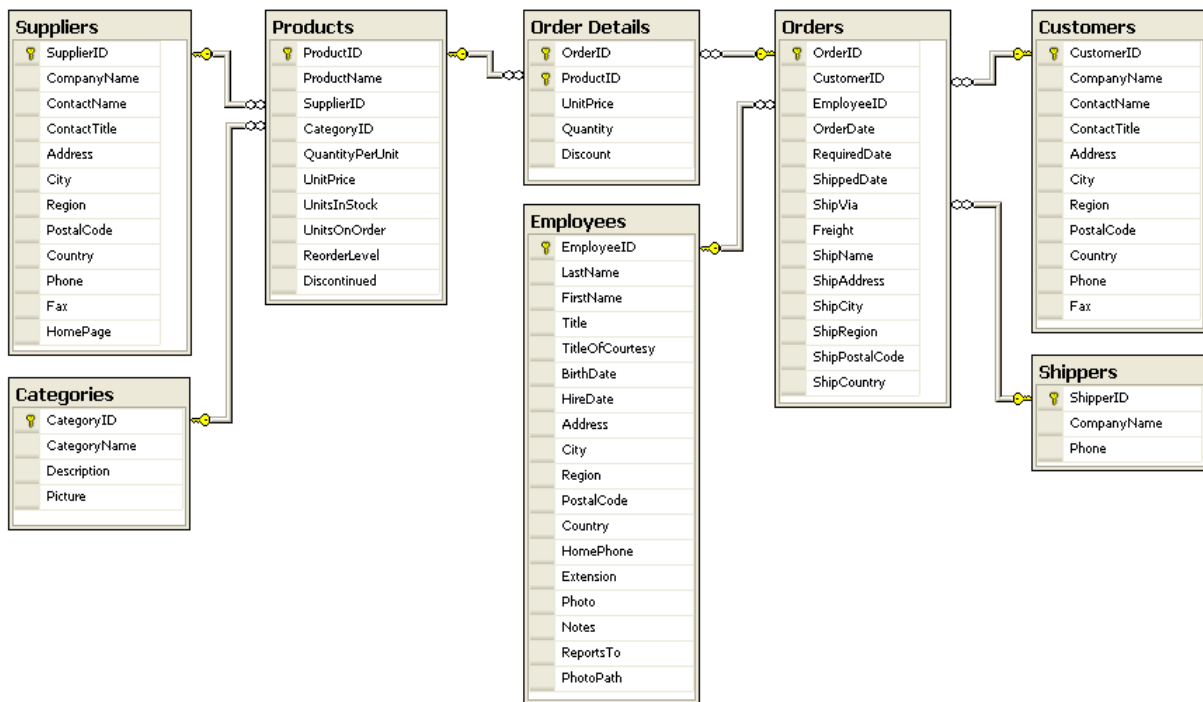 Suppliers
SupplierID
CompanyName
ContactName
ContactTitle
Address
City
Region
PostalCode
Country
Phone
Fax
HomePage
Categories
CategoryID
CategoryName
Description
Picture
Products
ProductID
ProductName
SupplierID
CategoryID
QuantityPerUnit
UnitPrice
UnitsInStock
UnitsOnOrder
ReorderLevel
Discontinued
Order Details
OrderID
ProductID
UnitPrice
Quantity
Discount
Employees
EmployeeID
LastName
FirstName
Title
TitleOfCourtesy
BirthDate
HireDate
Address
City
Region
PostalCode
Country
HomePhone
Extension
Photo
Notes
ReportsTo
PhotoPath
Orders
OrderID
CustomerID
EmployeeID
OrderDate
RequiredDate
ShippedDate
ShipVia
Freight
ShipName
ShipAddress
ShipCity
ShipRegion
ShipPostalCode
ShipCountry
Customers
CustomerID
CompanyName
ContactName
ContactTitle
Address
City
Region
PostalCode
Country
Phone
Fax
Shippers
ShipperID
CompanyName
Phone